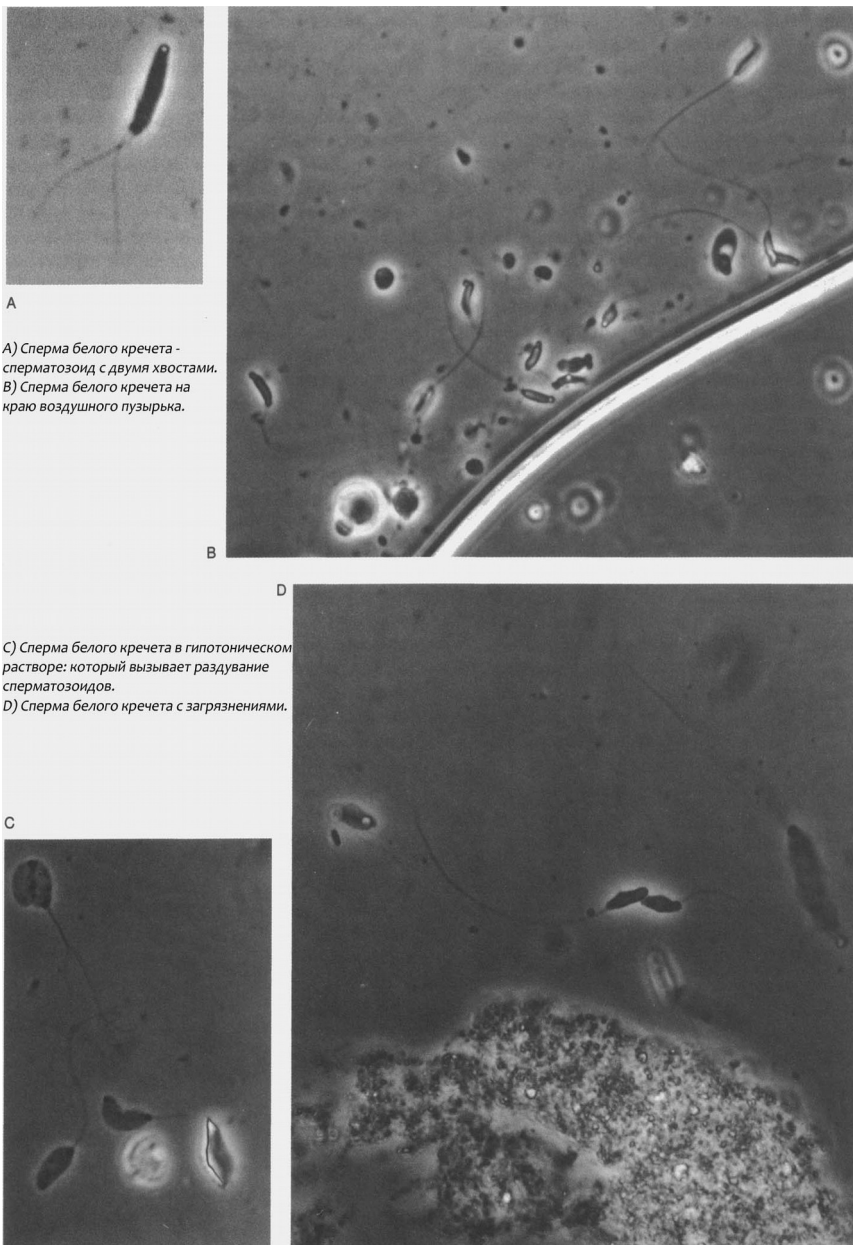 A
А) Сперма белого кречета -
сперматозоид с двумя хвостами.
В) Сперма белого кречета на
краю воздушного пузырька.
B
D
С) Сперма белого кречета в гипотоническом
растворе: который вызывает раздувание
сперматозоидов.
D) Сперма белого кречета с загрязнениями.
C